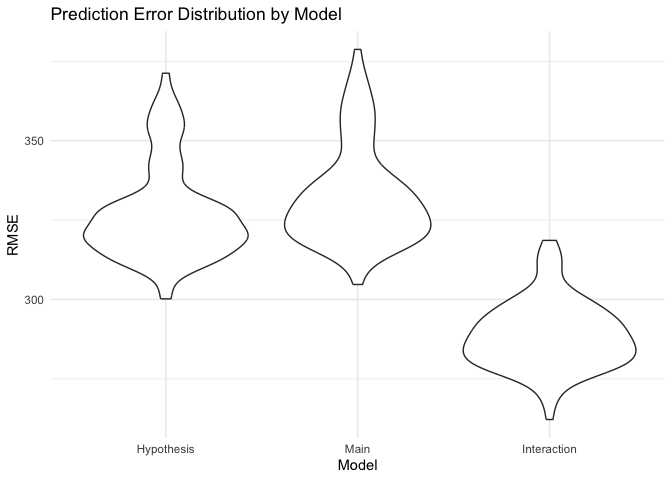 Prediction Error Distribution by Model
350
300
RMSE
Hypothesis
Main
Interaction
Model